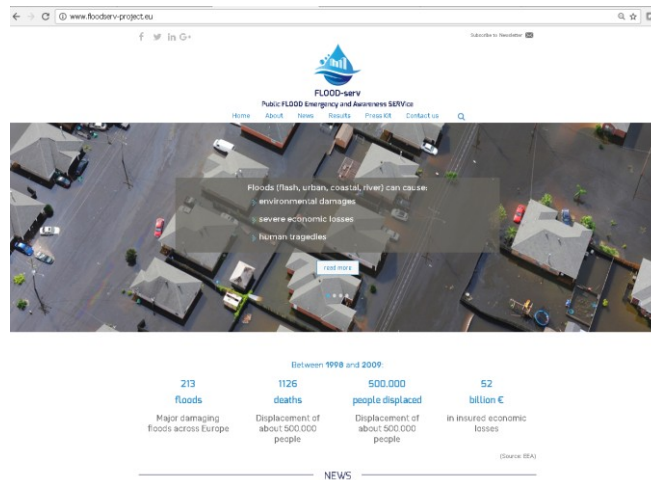 www.floodserv-project.eu
f in G+
Subscribe to Newsletter
FLOOD-serv
Public FLOOD Emergency and Awareness SERVice
Home About News Results Press Kit Contact us
Floods (flash, urban, coastal, river) can cause:
environmental damages
severe economic losses
human tragedies
read more
Between 1998 and 2009:
213 1126 500.000 52
floods deaths people displaced billion €
Major damaging Displacement of Displacement of in insured economic
floods across Europe about 500.000 about 500.000 losses
people people
(Source: EEA)
NEWS